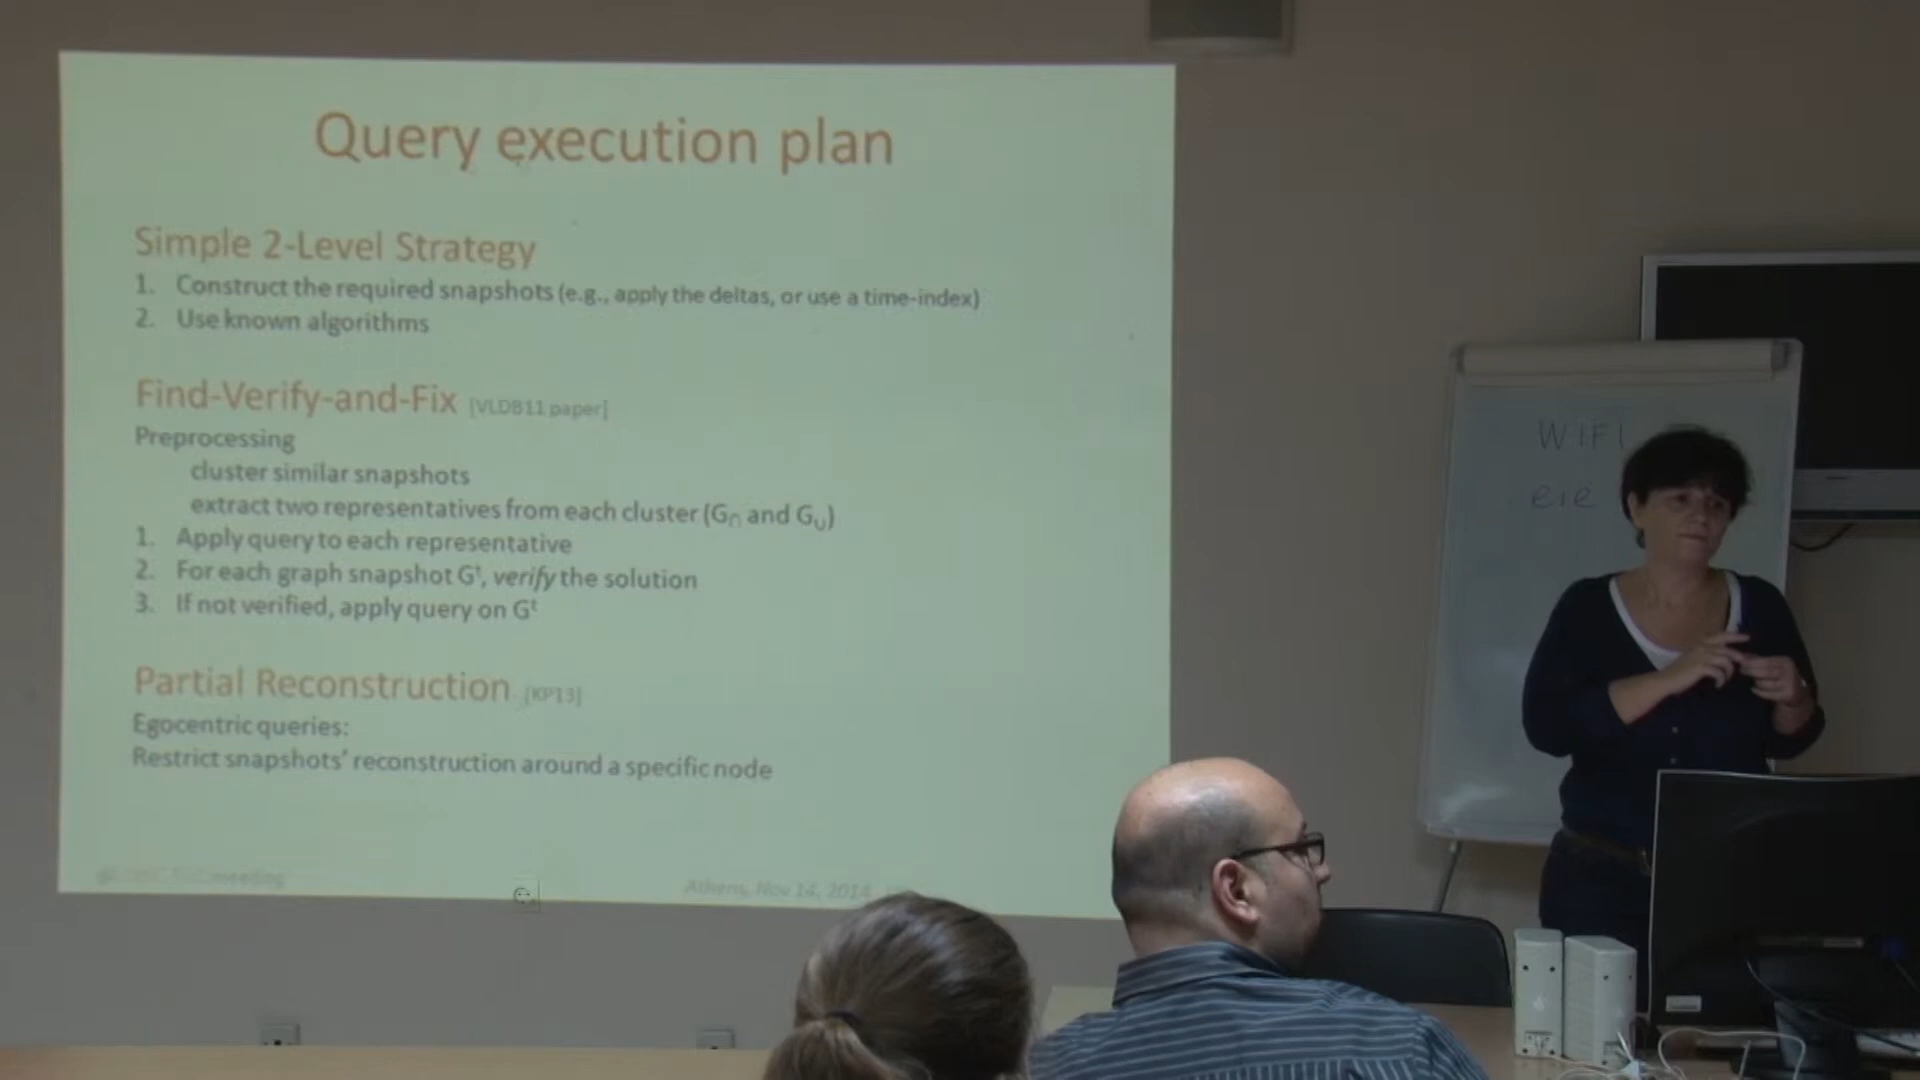 Query execution plan
Simple 2-Level Strategy
1. Construct the required snapshots (e.g., apply the deltas, or use a time-index)
2. Use known algorithms
Find-Verify-and-Fix [VLDB11 paper]
Preprocessing
cluster similar snapshots
extract two representatives from each cluster (G∩ and G∪)
1. Apply query to each representative
2. For each graph snapshot Gᵗ, verify the solution
3. If not verified, apply query on Gᵗ
Partial Reconstruction [KP13]
Egocentric queries:
Restrict snapshots' reconstruction around a specific node
meeting
Athens, Nov 14, 2014
WIFI
eie